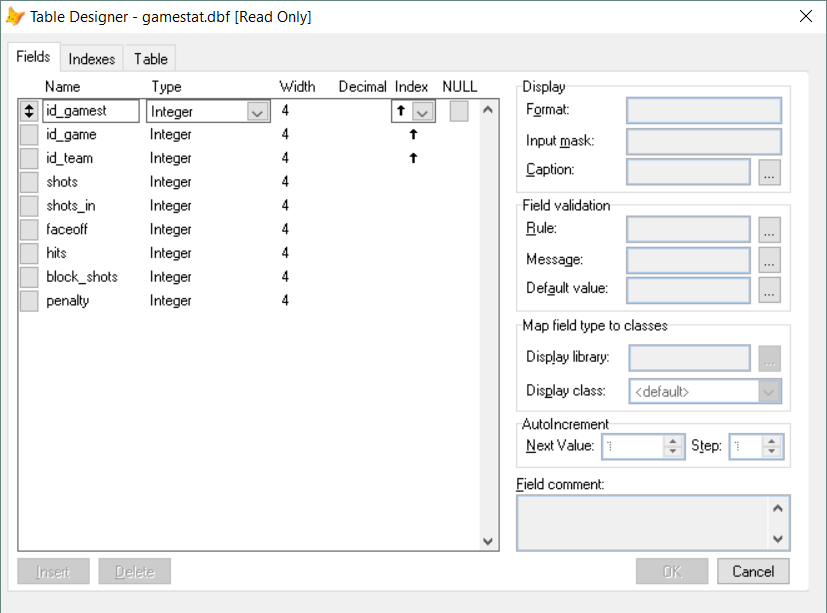 Table Designer - gamestat.dbf [Read Only]
Fields Indexes Table
Name Type Width Decimal Index NULL
id_gamest Integer 4
id_game Integer 4
id_team Integer 4
shots Integer 4
shots_in Integer 4
faceoff Integer 4
hits Integer 4
block_shots Integer 4
penalty Integer 4
Display
Format:
Input mask:
Caption: ...
Field validation
Rule: ...
Message: ...
Default value: ...
Map field type to classes
Display library: ...
Display class: <default>
AutoIncrement
Next Value: 1 Step: 1
Field comment:
Insert Delete OK Cancel